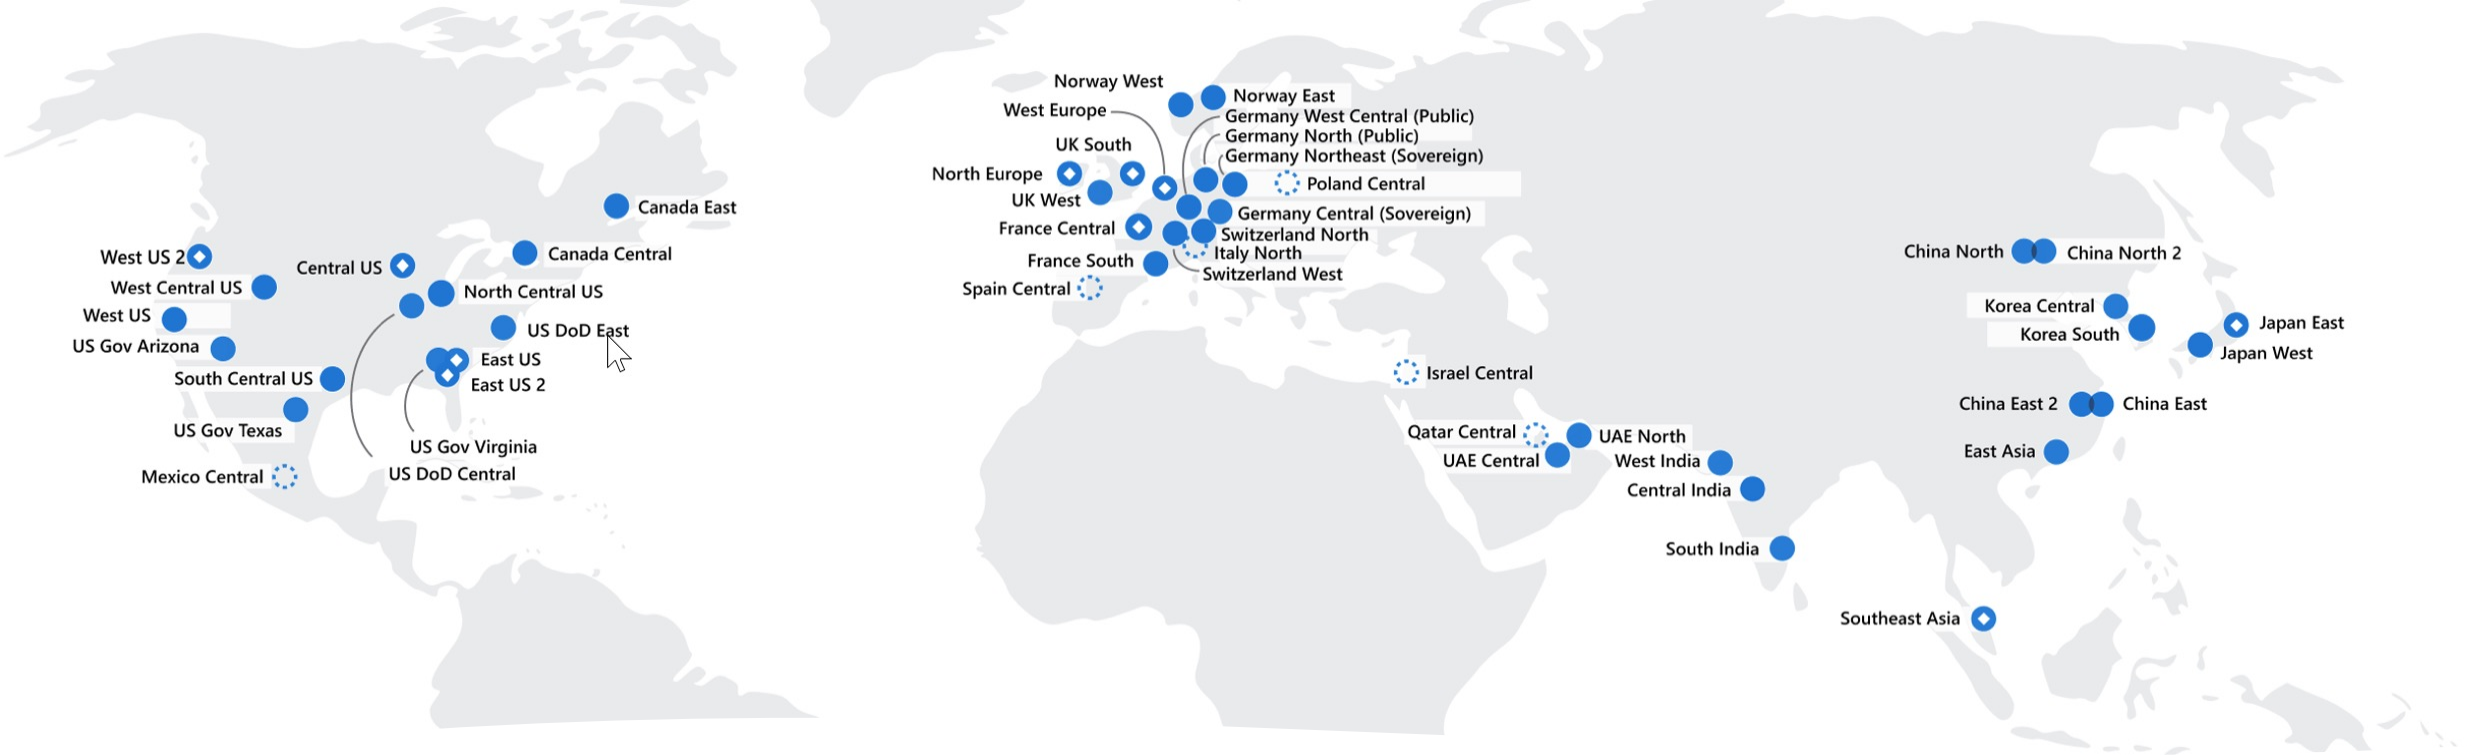 Norway West
Norway East
West Europe
Germany West Central (Public)
Germany North (Public)
UK South
Germany Northeast (Sovereign)
North Europe
Poland Central
UK West
Germany Central (Sovereign)
France Central
Switzerland North
Italy North
France South
Switzerland West
Spain Central
Canada East
West US 2
Canada Central
Central US
West Central US
North Central US
West US
US DoD East
US Gov Arizona
East US
South Central US
East US 2
US Gov Texas
US Gov Virginia
US DoD Central
Mexico Central
Israel Central
Qatar Central
UAE North
UAE Central
West India
Central India
South India
China North
China North 2
Korea Central
Japan East
Korea South
Japan West
China East 2
China East
East Asia
Southeast Asia